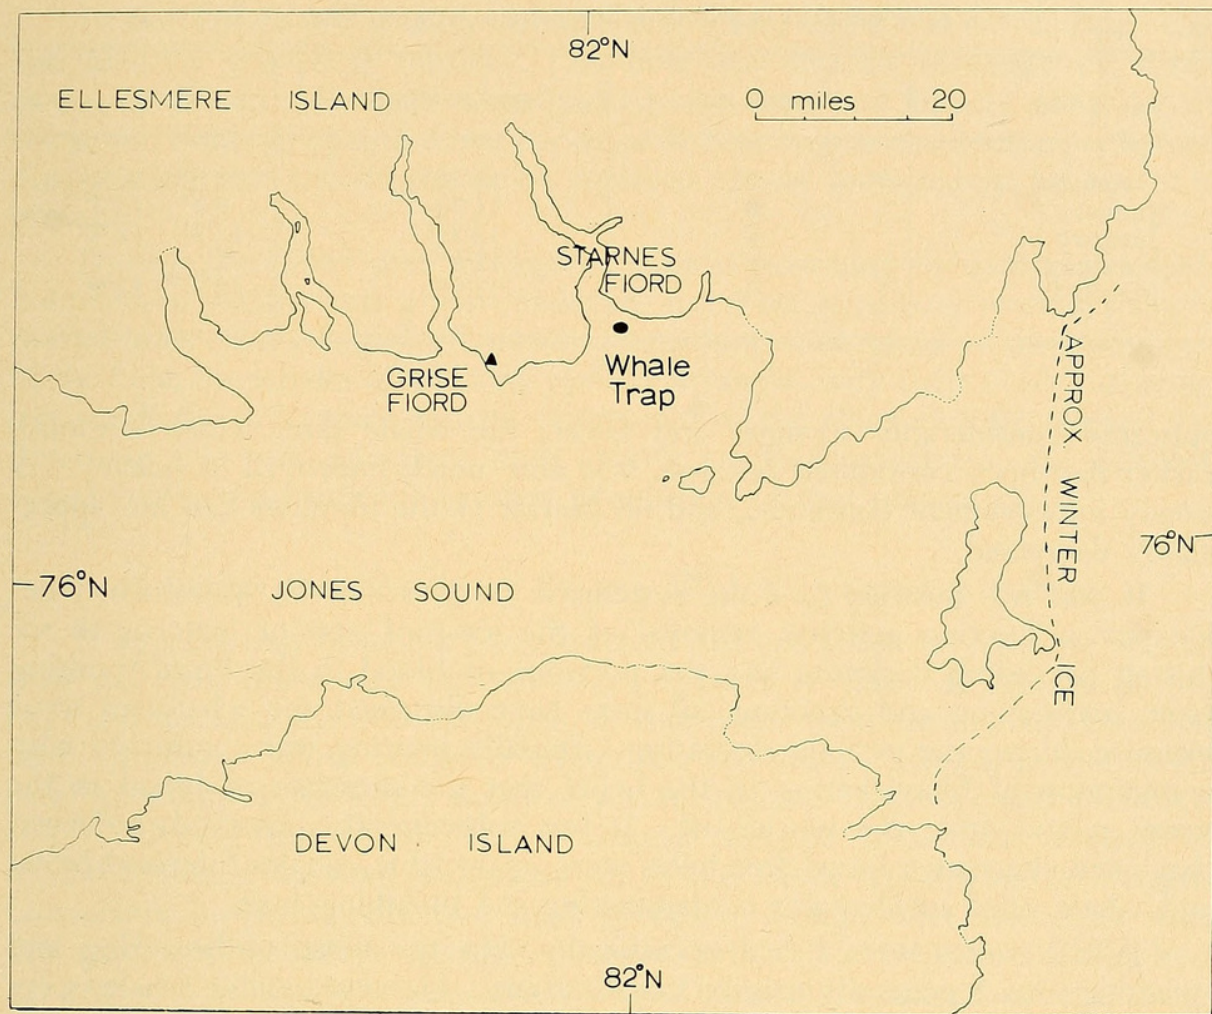 82°N
ELLESMERE ISLAND
0 miles 20
STARNES
FIORD
Whale
Trap
GRISE
FIORD
APPROX. WINTER ICE
76°N
76°N
JONES SOUND
DEVON ISLAND
82°N